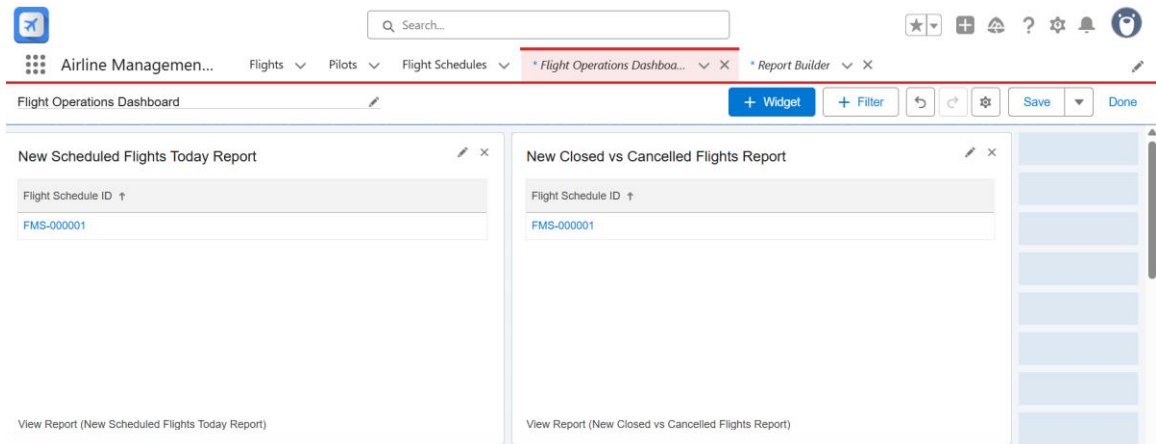 Search...
Airline Managemen... Flights Pilots Flight Schedules * Flight Operations Dashboa... * Report Builder
Flight Operations Dashboard + Widget + Filter Save Done
New Scheduled Flights Today Report
Flight Schedule ID ↑
FMS-000001
View Report (New Scheduled Flights Today Report)
New Closed vs Cancelled Flights Report
Flight Schedule ID ↑
FMS-000001
View Report (New Closed vs Cancelled Flights Report)